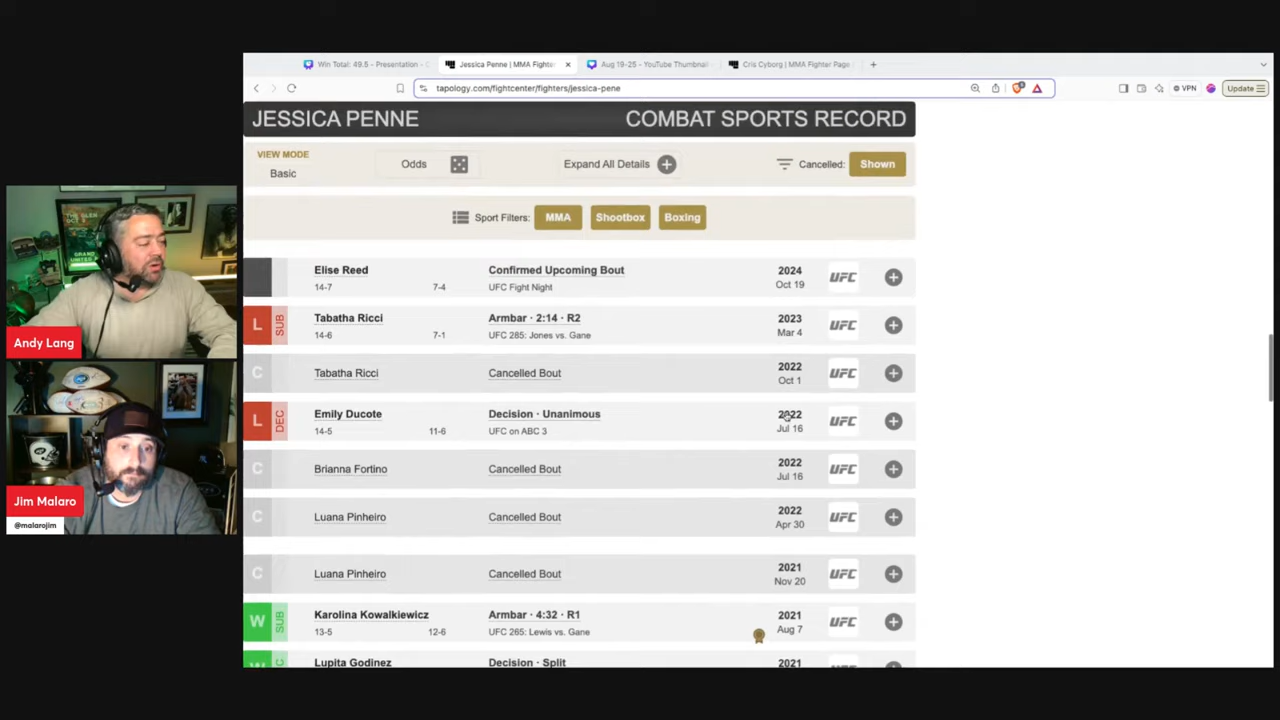 Win Total: 49.5 - Presentation - C
Jessica Penne | MMA Fighter
Aug 19-25 - YouTube Thumbnail
Cris Cyborg | MMA Fighter Page
tapology.com/fightcenter/fighters/jessica-pene
VPN
Update
JESSICA PENNE
COMBAT SPORTS RECORD
VIEW MODE
Basic
Odds
Expand All Details
Cancelled:
Shown
Sport Filters:
MMA
Shootbox
Boxing
Elise Reed
Confirmed Upcoming Bout
2024
14-7
7-4
UFC Fight Night
Oct 19
UFC
L
SUB
Tabatha Ricci
Armbar · 2:14 · R2
2023
14-6
7-1
UFC 285: Jones vs. Gane
Mar 4
UFC
C
Tabatha Ricci
Cancelled Bout
2022
Oct 1
UFC
L
DEC
Emily Ducote
Decision · Unanimous
2022
14-5
11-6
UFC on ABC 3
Jul 16
UFC
C
Brianna Fortino
Cancelled Bout
2022
Jul 16
UFC
C
Luana Pinheiro
Cancelled Bout
2022
Apr 30
UFC
C
Luana Pinheiro
Cancelled Bout
2021
Nov 20
UFC
W
SUB
Karolina Kowalkiewicz
Armbar · 4:32 · R1
2021
13-5
12-6
UFC 265: Lewis vs. Gane
Aug 7
UFC
W
Lupita Godinez
Decision · Split
2021
THE GLEN
OCT
GRAND
UNITED
Andy Lang
JETS
Jim Malaro
@malarojim